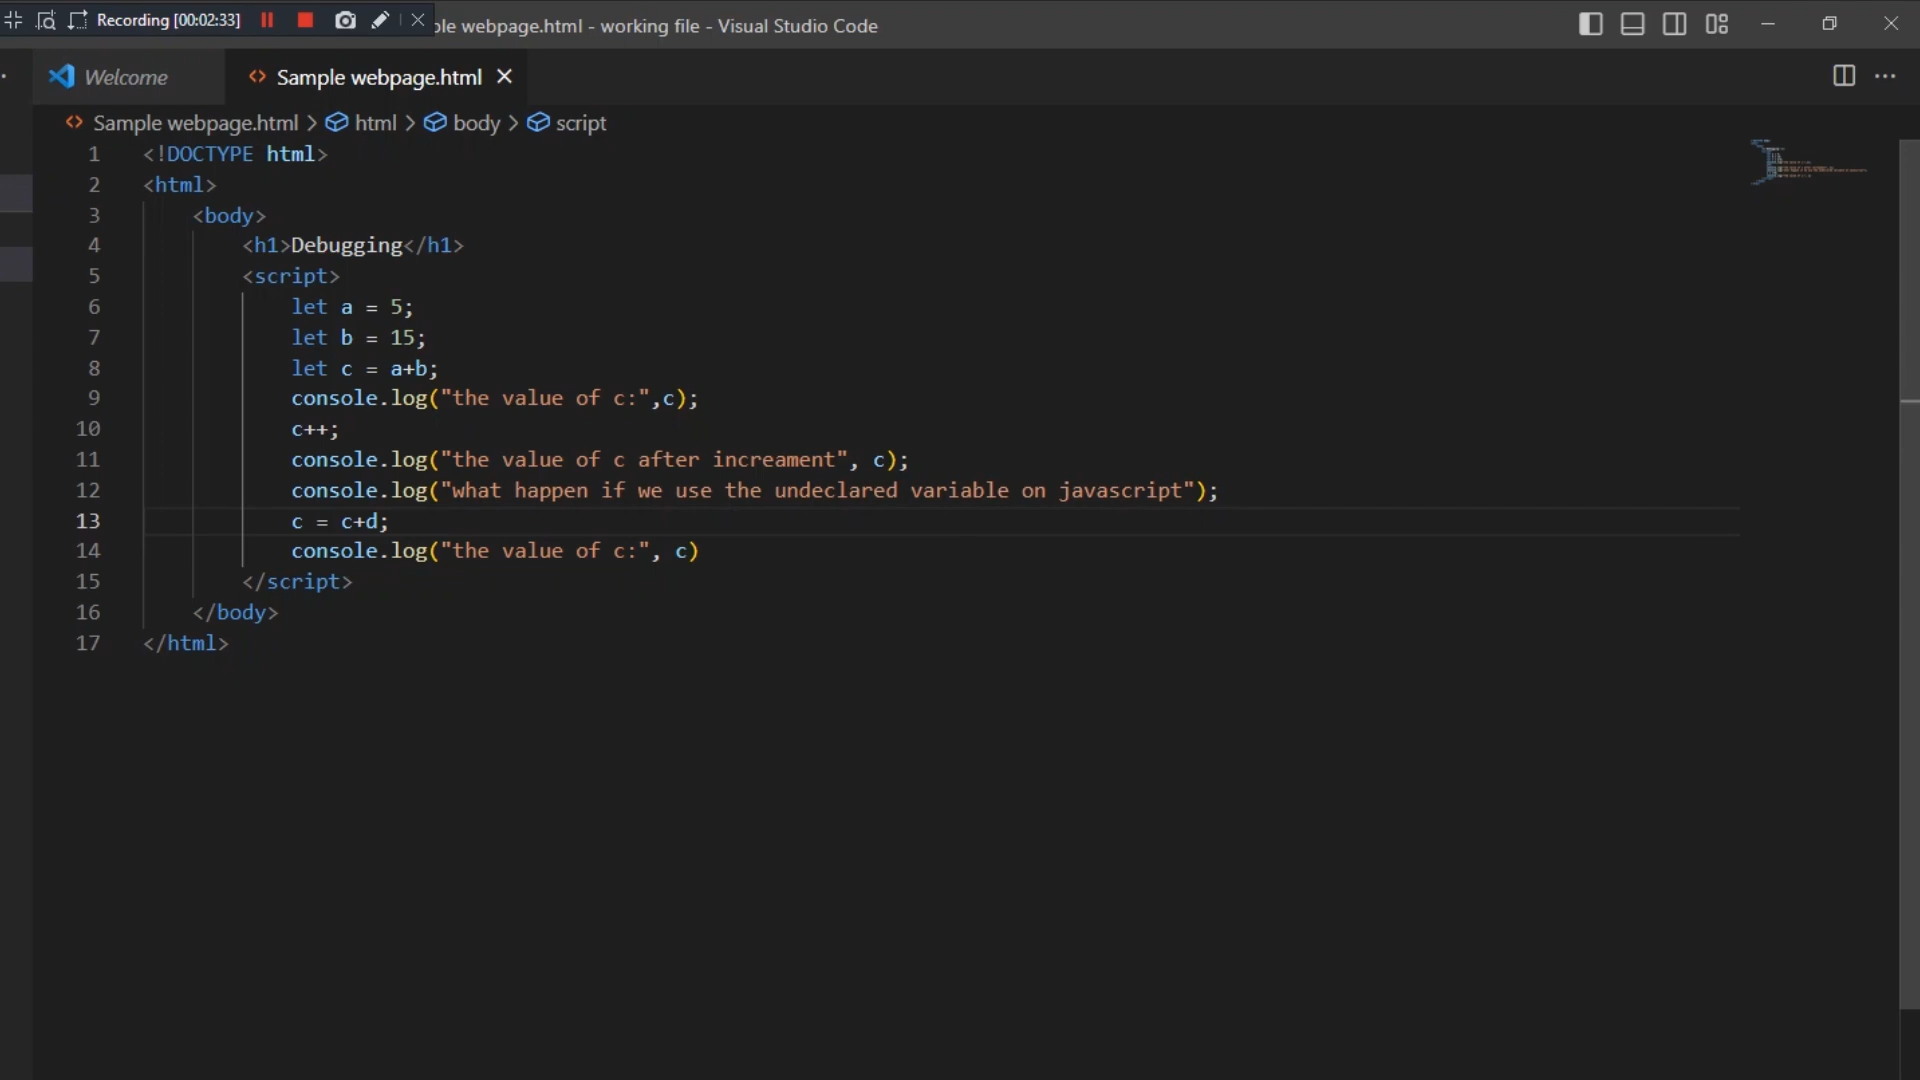 Recording [00:02:33]
ple webpage.html - working file - Visual Studio Code
Welcome
Sample webpage.html
Sample webpage.html > html > body > script
1 <!DOCTYPE html>
2 <html>
3 <body>
4 <h1>Debugging</h1>
5 <script>
6 let a = 5;
7 let b = 15;
8 let c = a+b;
9 console.log("the value of c:",c);
10 c++;
11 console.log("the value of c after increament", c);
12 console.log("what happen if we use the undeclared variable on javascript");
13 c = c+d;
14 console.log("the value of c:", c)
15 </script>
16 </body>
17 </html>